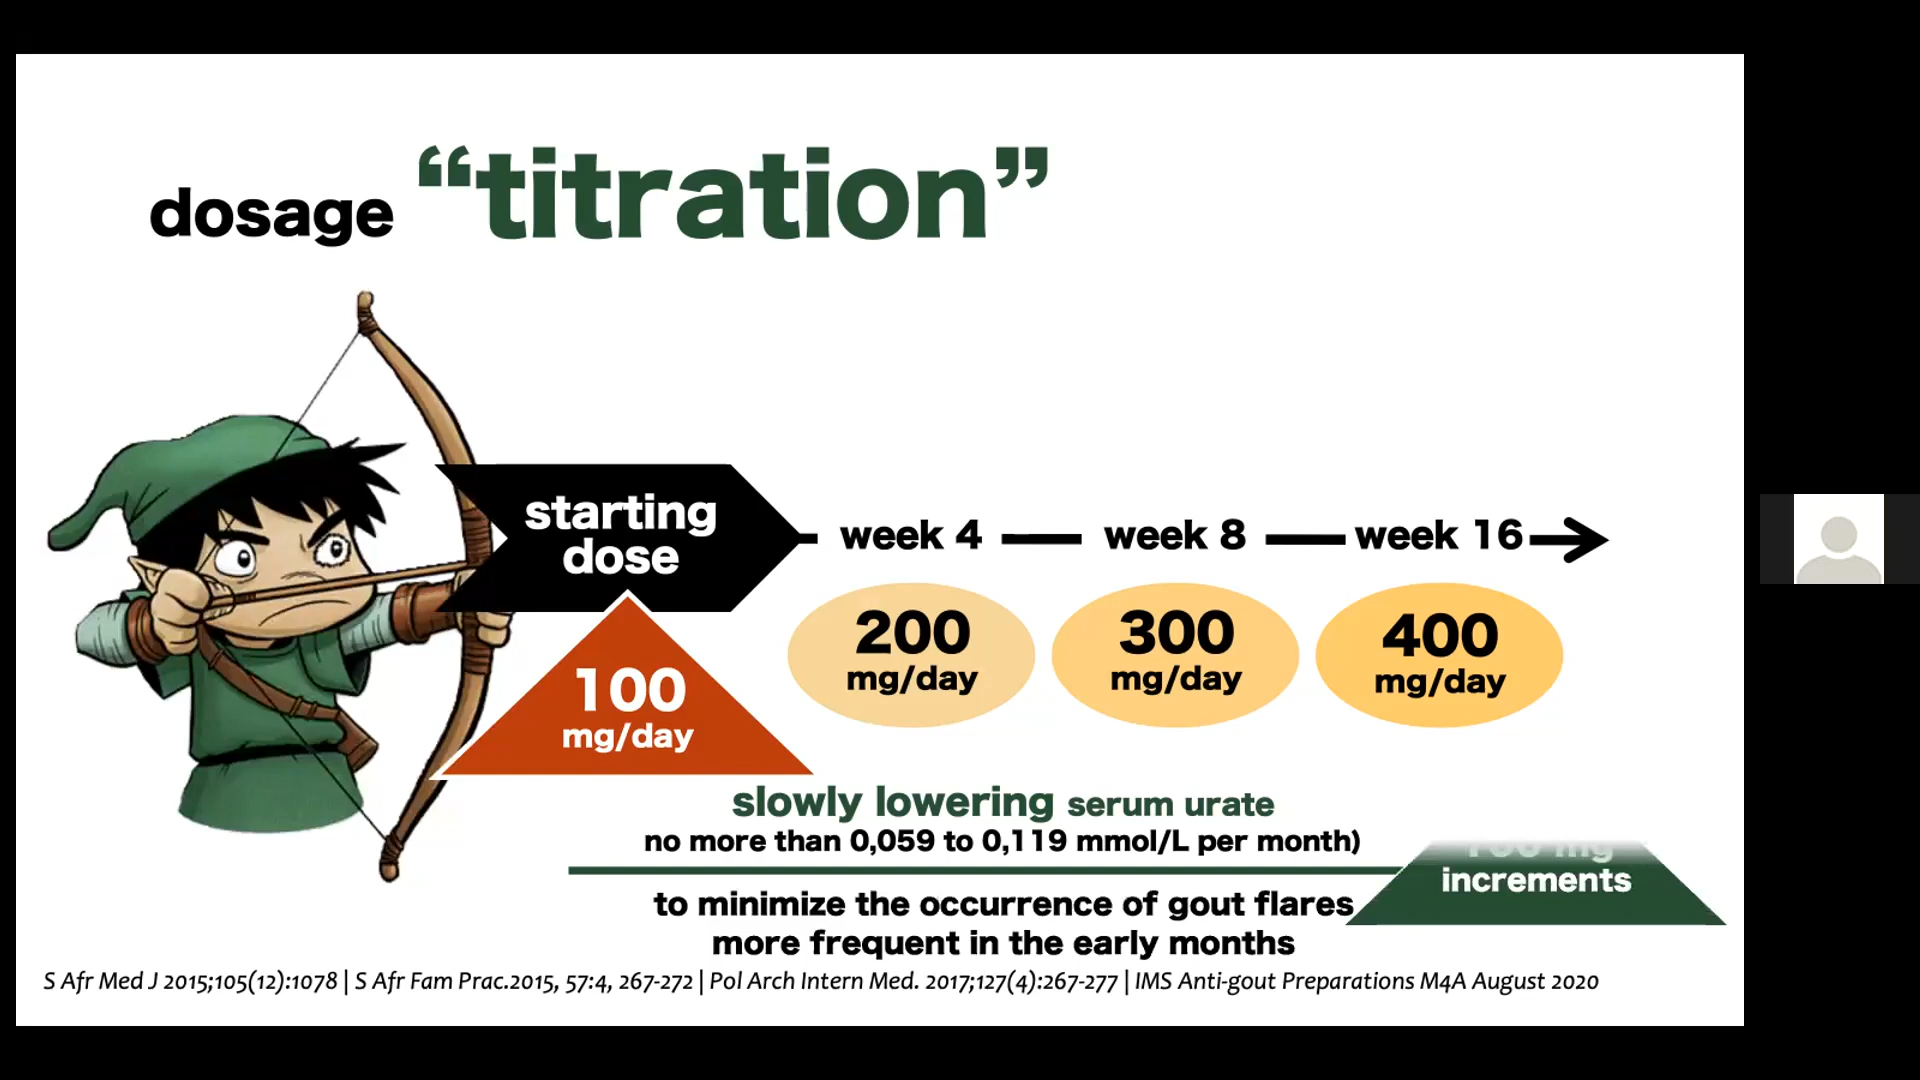 dosage “titration”
starting
dose
week 4
week 8
week 16
100
mg/day
200
mg/day
300
mg/day
400
mg/day
slowly lowering serum urate
no more than 0,059 to 0,119 mmol/L per month)
to minimize the occurrence of gout flares
more frequent in the early months
mg
increments
S Afr Med J 2015;105(12):1078 | S Afr Fam Prac.2015, 57:4, 267-272 | Pol Arch Intern Med. 2017;127(4):267-277 | IMS Anti-gout Preparations M4A August 2020